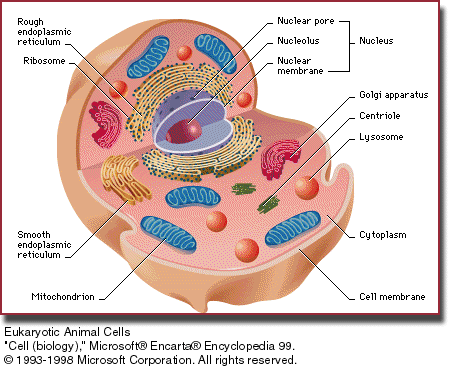 Rough
endoplasmic
reticulum
Ribosome
Nuclear pore
Nucleolus
Nuclear
membrane
Nucleus
Golgi apparatus
Centriole
Lysosome
Smooth
endoplasmic
reticulum
Cytoplasm
Mitochondrion
Cell membrane
Eukaryotic Animal Cells
"Cell (biology)," Microsoft® Encarta® Encyclopedia 99.
© 1993-1998 Microsoft Corporation. All rights reserved.